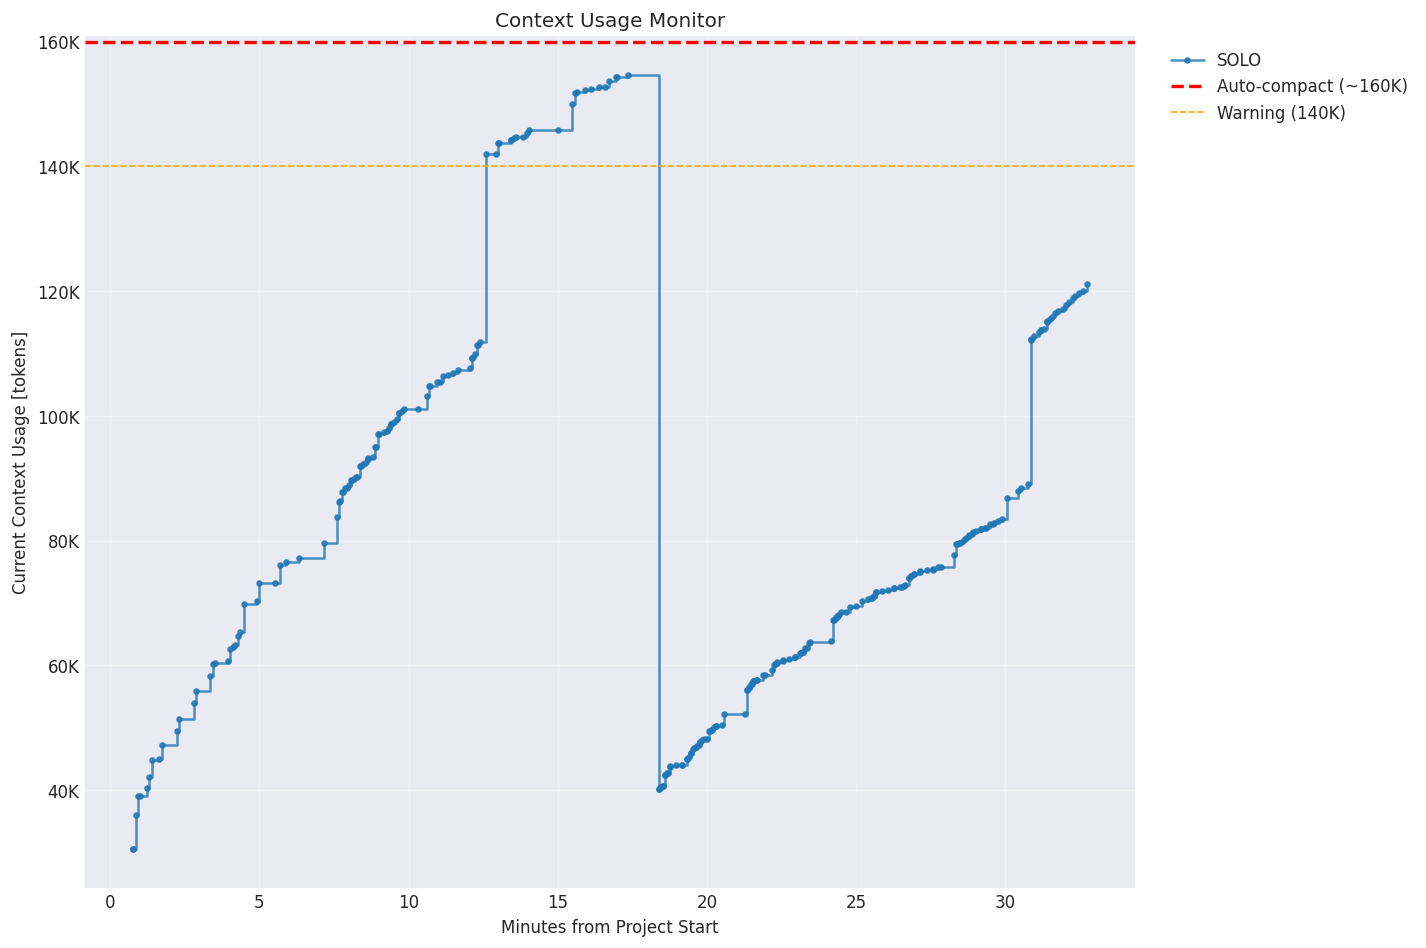 Context Usage Monitor
160K
140K
120K
100K
80K
60K
40K
Current Context Usage [tokens]
0 5 10 15 20 25 30
Minutes from Project Start
SOLO
Auto-compact (~160K)
Warning (140K)